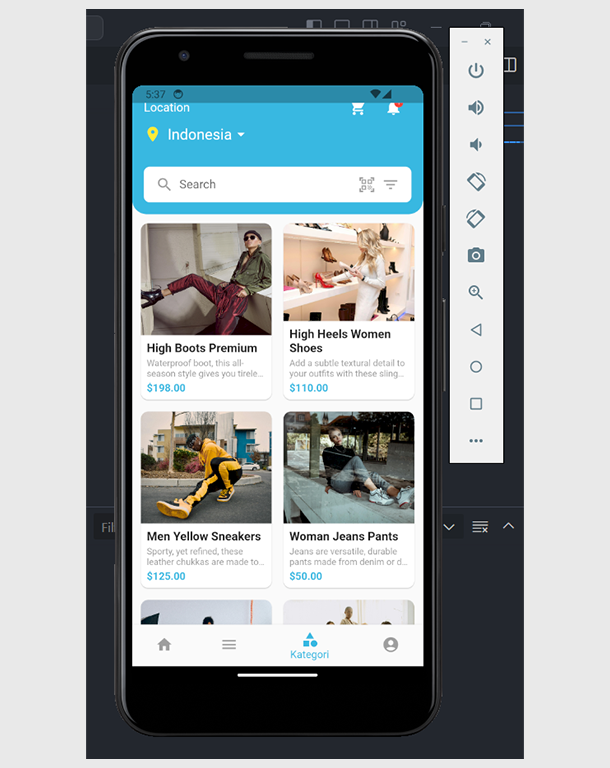 5:37
Location
Indonesia
Search
High Boots Premium
Waterproof boot, this all-
season style gives you tirele...
$198.00
High Heels Women
Shoes
Add a subtle textural detail to
your outfits with these sling...
$110.00
Men Yellow Sneakers
Sporty, yet refined, these
leather chukkas are made to...
$125.00
Woman Jeans Pants
Jeans are versatile, durable
pants made from denim or d...
$50.00
Fil
Kategori